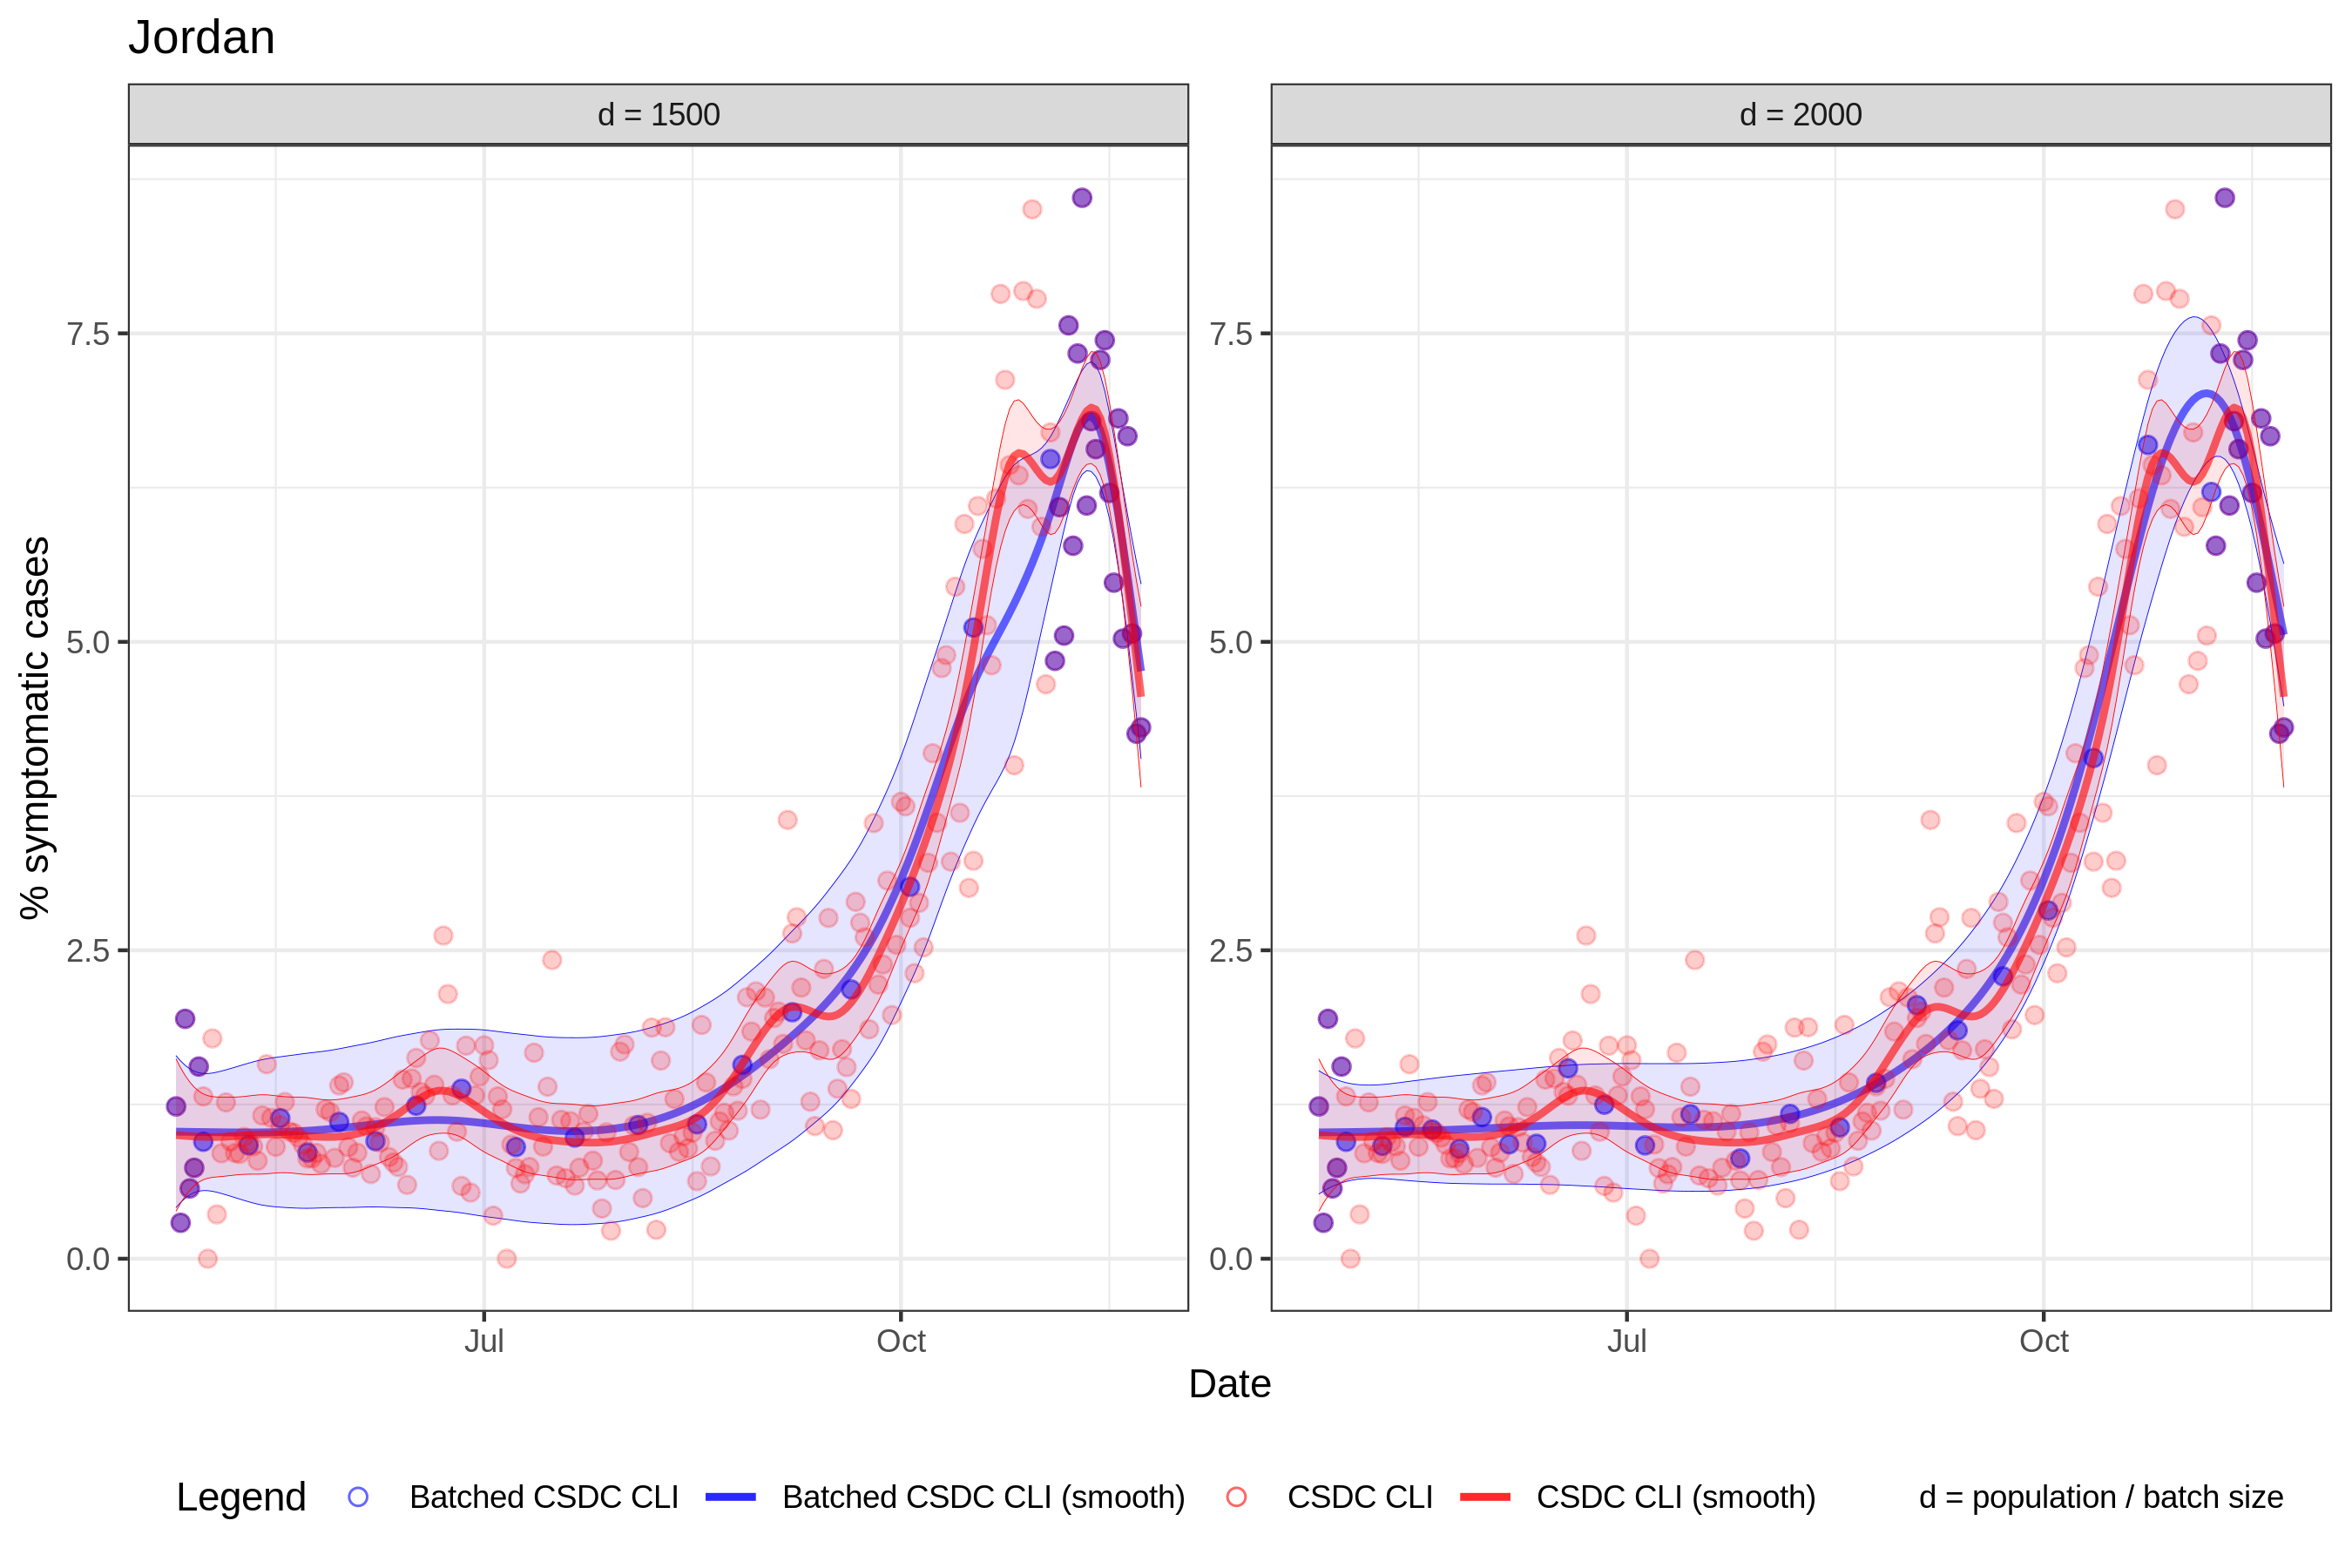 Jordan
d = 1500
d = 2000
% symptomatic cases
7.5
5.0
2.5
0.0
7.5
5.0
2.5
0.0
Jul
Oct
Jul
Oct
Date
Legend
Batched CSDC CLI
Batched CSDC CLI (smooth)
CSDC CLI
CSDC CLI (smooth)
d = population / batch size